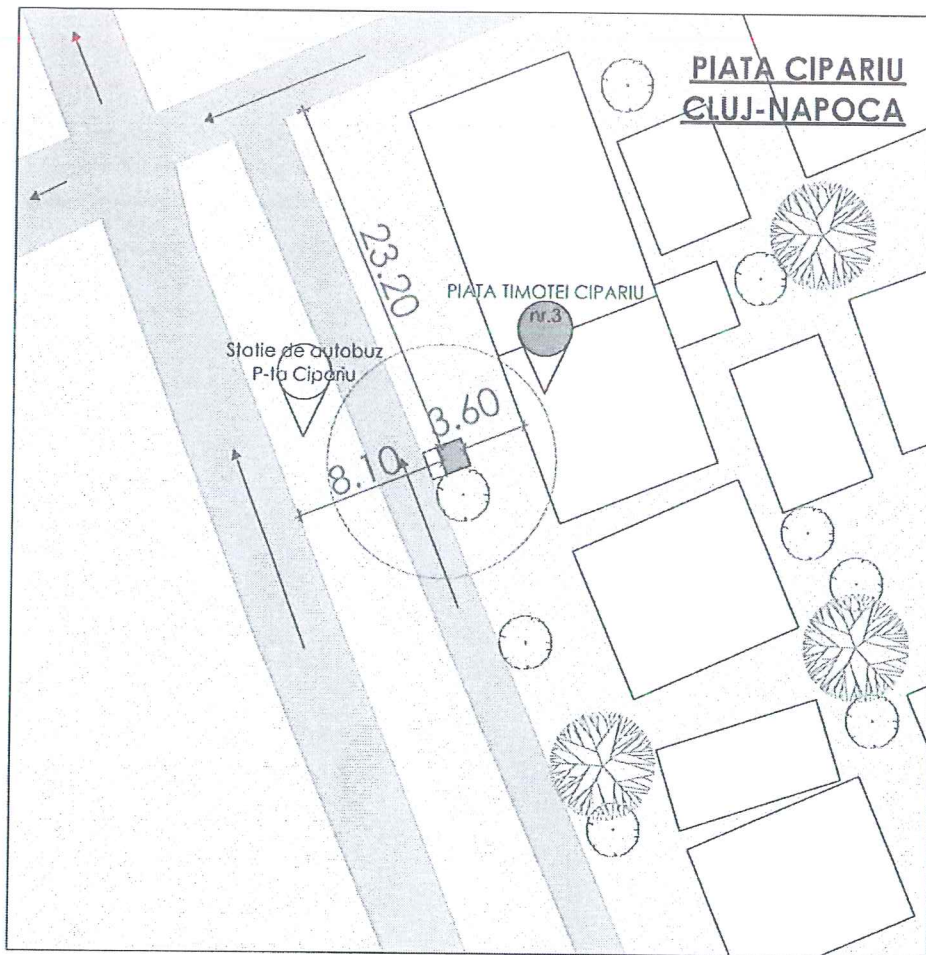 PIATA CIPARIU
CLUJ-NAPOCA
23.20
PIATA TIMOTEI CIPARIU
nr.3
Statie de autobuz
P-ta Cipariu
3.60
8.10